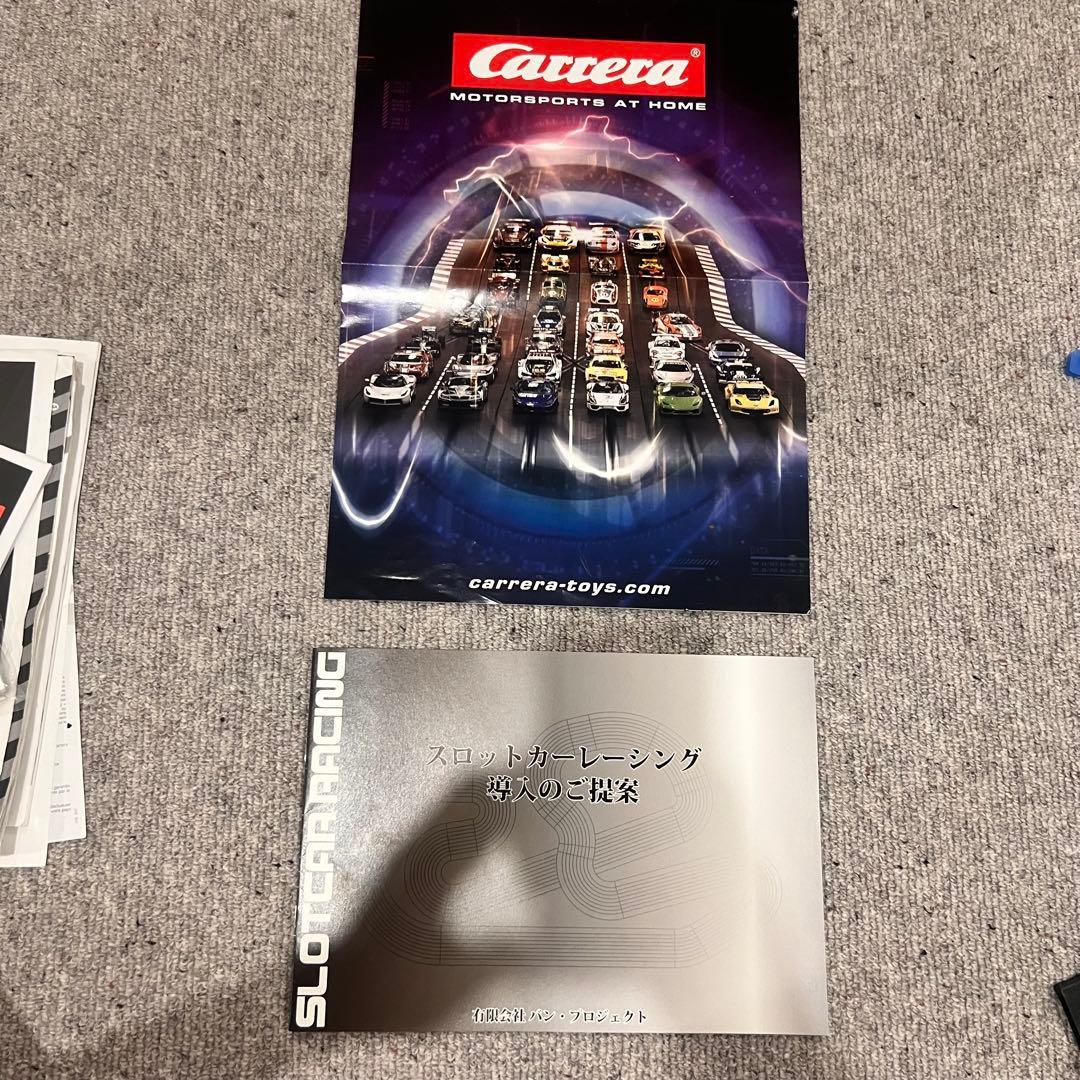 Carrera®
MOTORSPORTS AT HOME
carrera-toys.com
SLOTCAR RACING
スロットカーレーシング
導入のご提案
有限会社 バン・プロジェクト